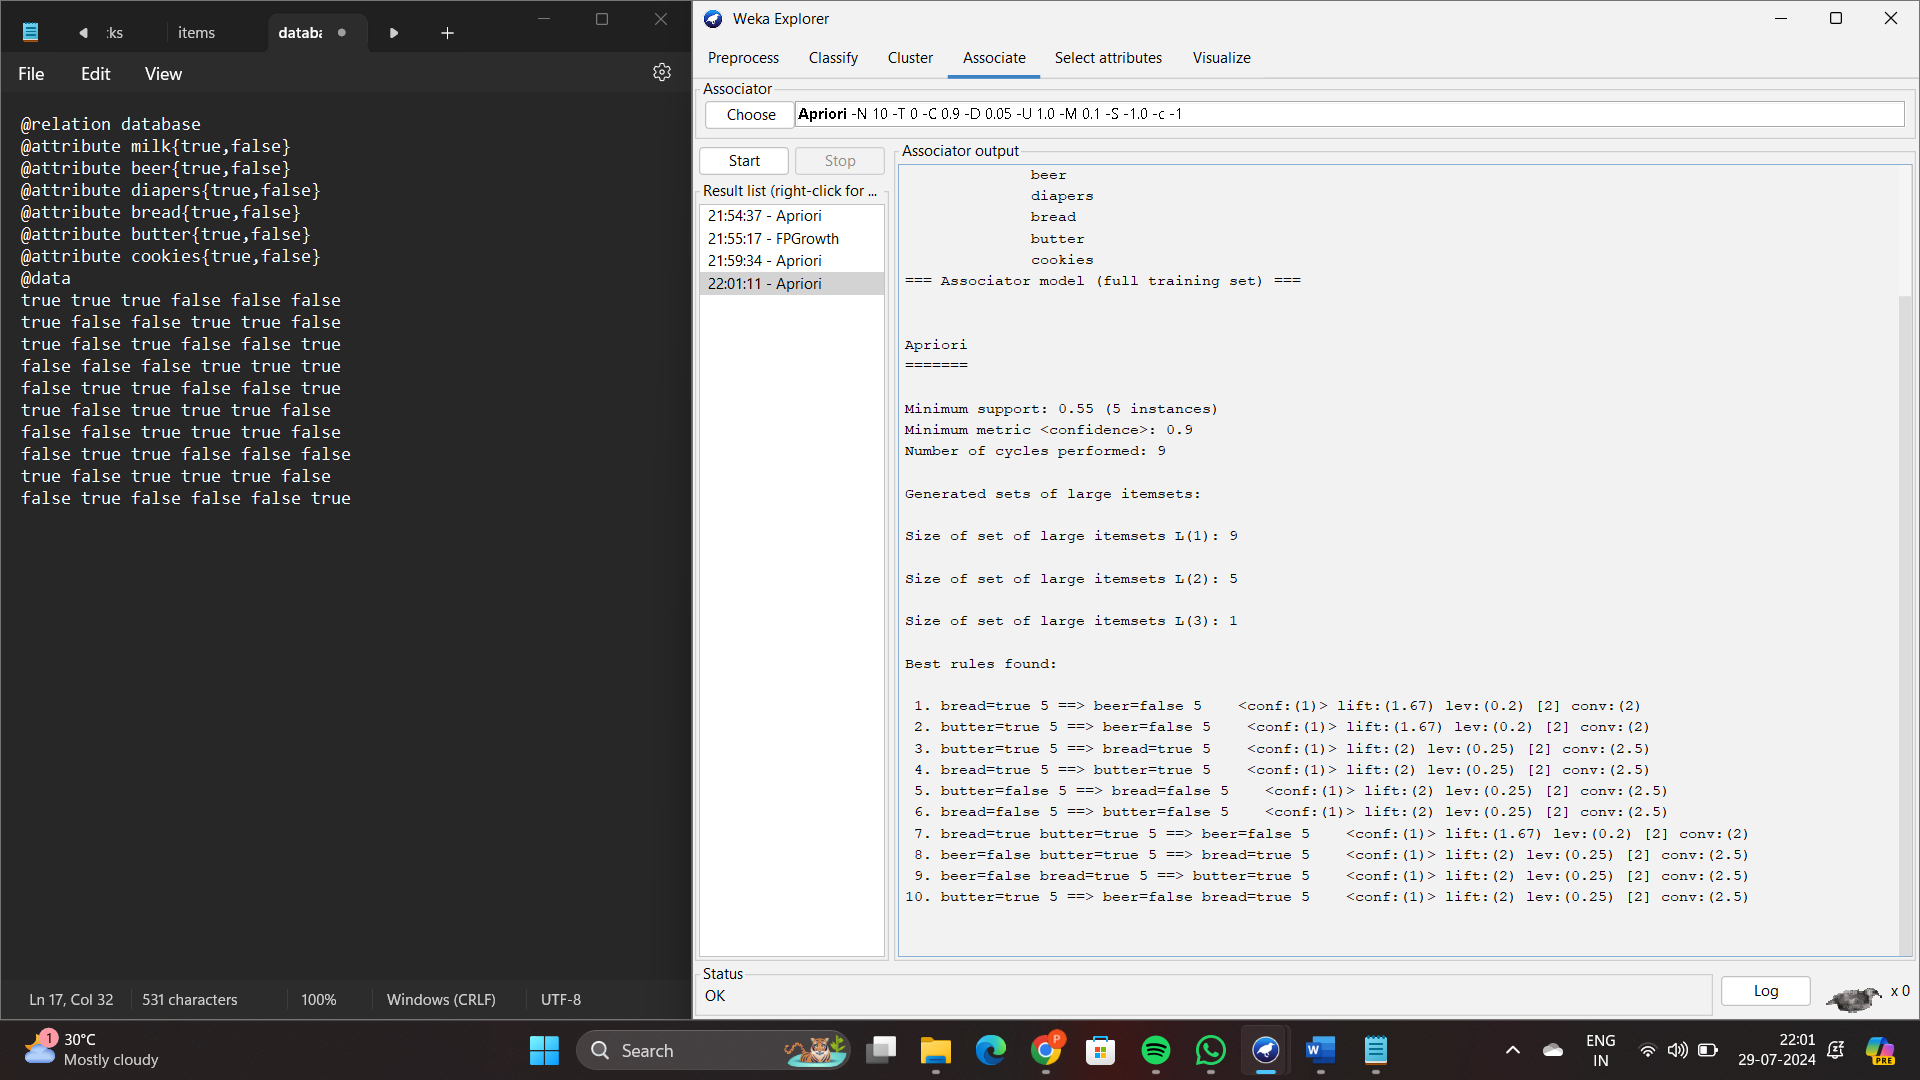 :ks
items
databa
File
Edit
View
@relation database
@attribute milk{true,false}
@attribute beer{true,false}
@attribute diapers{true,false}
@attribute bread{true,false}
@attribute butter{true,false}
@attribute cookies{true,false}
@data
true true true false false false
true false false true true false
true false true false false true
false false false true true true
false true true false false true
true false true true true false
false false true true true false
false true true false false false
true false true true true false
false true false false false true
Ln 17, Col 32
531 characters
100%
Windows (CRLF)
UTF-8
Weka Explorer
Preprocess
Classify
Cluster
Associate
Select attributes
Visualize
Associator
Choose
Apriori -N 10 -T 0 -C 0.9 -D 0.05 -U 1.0 -M 0.1 -S -1.0 -c -1
Start
Stop
Result list (right-click for ...
21:54:37 - Apriori
21:55:17 - FPGrowth
21:59:34 - Apriori
22:01:11 - Apriori
Associator output
beer
diapers
bread
butter
cookies
=== Associator model (full training set) ===
Apriori
=======
Minimum support: 0.55 (5 instances)
Minimum metric <confidence>: 0.9
Number of cycles performed: 9
Generated sets of large itemsets:
Size of set of large itemsets L(1): 9
Size of set of large itemsets L(2): 5
Size of set of large itemsets L(3): 1
Best rules found:
1. bread=true 5 ==> beer=false 5 <conf:(1)> lift:(1.67) lev:(0.2) [2] conv:(2)
2. butter=true 5 ==> beer=false 5 <conf:(1)> lift:(1.67) lev:(0.2) [2] conv:(2)
3. butter=true 5 ==> bread=true 5 <conf:(1)> lift:(2) lev:(0.25) [2] conv:(2.5)
4. bread=true 5 ==> butter=true 5 <conf:(1)> lift:(2) lev:(0.25) [2] conv:(2.5)
5. butter=false 5 ==> bread=false 5 <conf:(1)> lift:(2) lev:(0.25) [2] conv:(2.5)
6. bread=false 5 ==> butter=false 5 <conf:(1)> lift:(2) lev:(0.25) [2] conv:(2.5)
7. bread=true butter=true 5 ==> beer=false 5 <conf:(1)> lift:(1.67) lev:(0.2) [2] conv:(2)
8. beer=false butter=true 5 ==> bread=true 5 <conf:(1)> lift:(2) lev:(0.25) [2] conv:(2.5)
9. beer=false bread=true 5 ==> butter=true 5 <conf:(1)> lift:(2) lev:(0.25) [2] conv:(2.5)
10. butter=true 5 ==> beer=false bread=true 5 <conf:(1)> lift:(2) lev:(0.25) [2] conv:(2.5)
Status
OK
Log
x 0
1
30°C
Mostly cloudy
Search
P
W
ENG
IN
22:01
29-07-2024
PRE